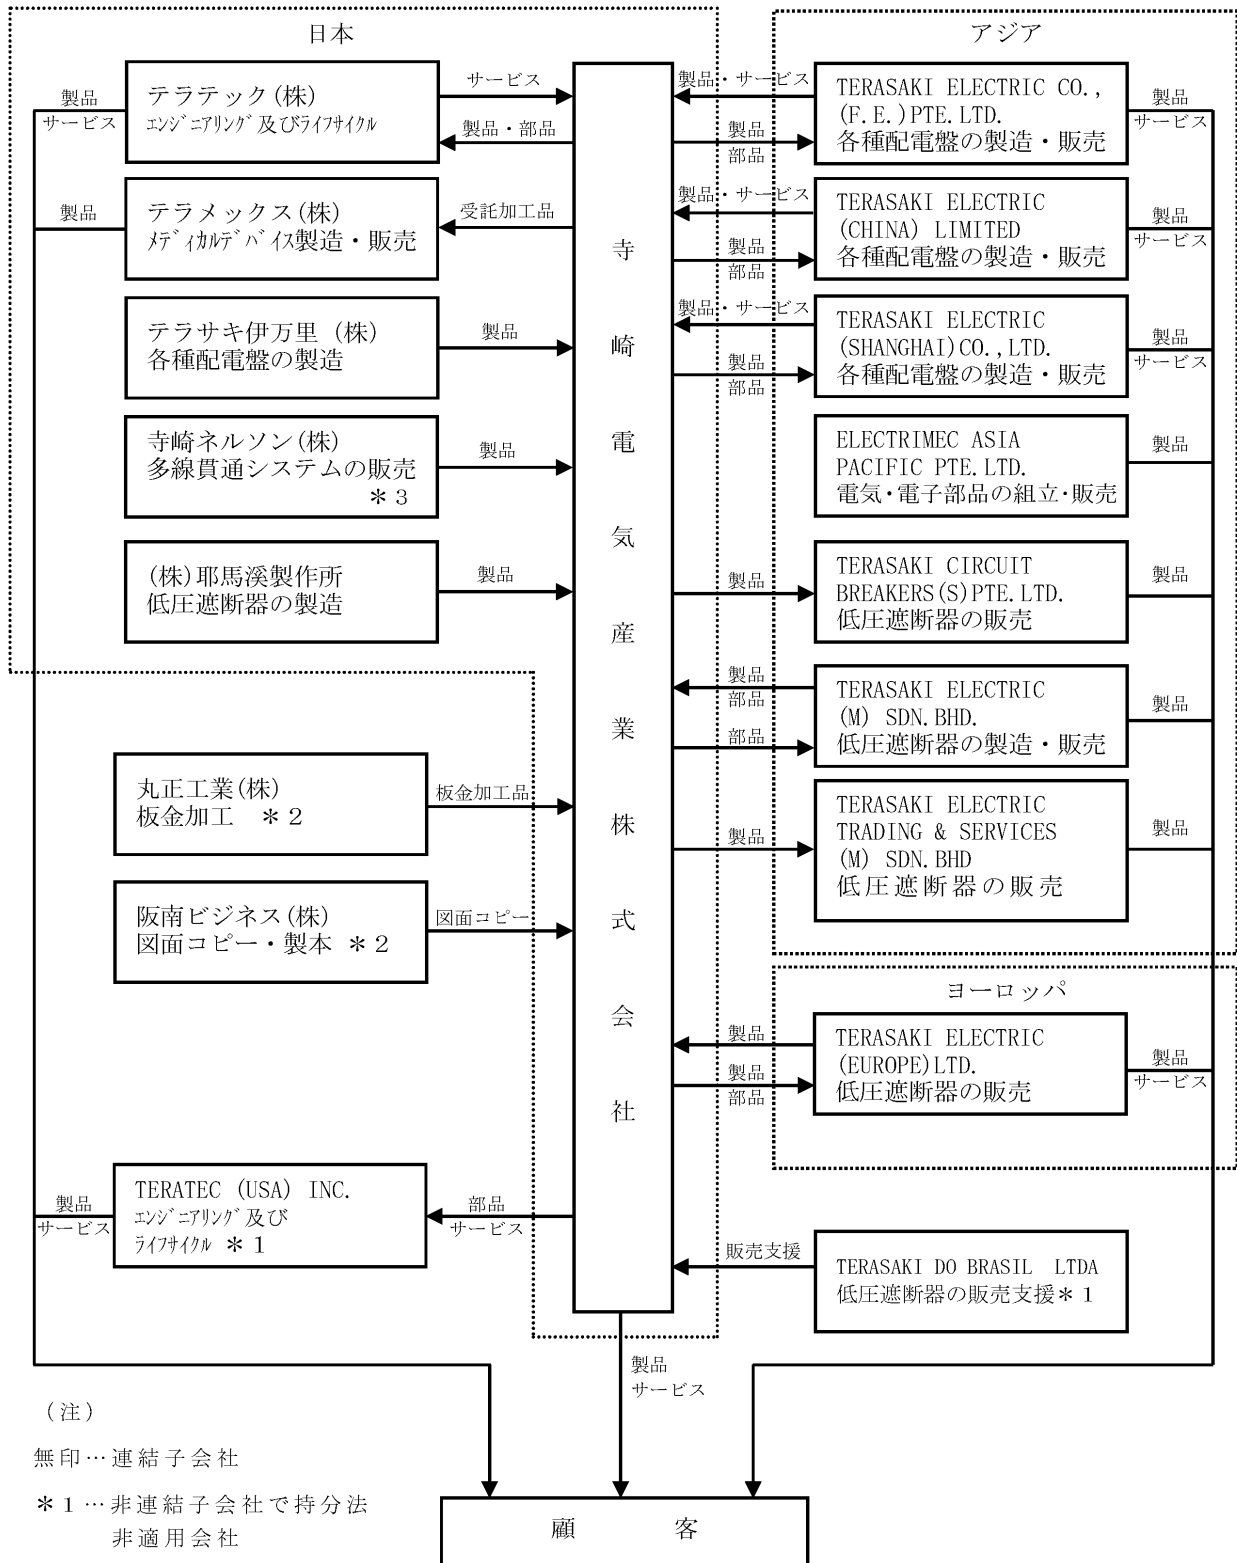 日本
テラテック(株)
エンジニアリング及びライフサイクル
製品
サービス
サービス
製品・部品
テラメックス(株)
メディカルデバイス製造・販売
製品
受託加工品
テラサキ伊万里 (株)
各種配電盤の製造
製品
寺崎ネルソン(株)
多線貫通システムの販売
＊３
製品
(株)耶馬溪製作所
低圧遮断器の製造
製品
丸正工業(株)
板金加工　＊２
板金加工品
阪南ビジネス(株)
図面コピー・製本 ＊２
図面コピー
TERATEC (USA) INC.
エンジニアリング及び
ライフサイクル ＊１
製品
サービス
部品
サービス
寺崎電気産業株式会社
アジア
TERASAKI ELECTRIC CO.,
(F.E.)PTE.LTD.
各種配電盤の製造・販売
製品・サービス
製品
部品
製品
サービス
TERASAKI ELECTRIC
(CHINA) LIMITED
各種配電盤の製造・販売
製品・サービス
製品
部品
製品
サービス
TERASAKI ELECTRIC
(SHANGHAI)CO.,LTD.
各種配電盤の製造・販売
製品・サービス
製品
部品
製品
サービス
ELECTRIMEC ASIA
PACIFIC PTE.LTD.
電気・電子部品の組立・販売
製品
TERASAKI CIRCUIT
BREAKERS(S)PTE.LTD.
低圧遮断器の販売
製品
製品
TERASAKI ELECTRIC
(M) SDN.BHD.
低圧遮断器の製造・販売
製品
部品
部品
製品
TERASAKI ELECTRIC
TRADING & SERVICES
(M) SDN.BHD
低圧遮断器の販売
製品
製品
ヨーロッパ
TERASAKI ELECTRIC
(EUROPE)LTD.
低圧遮断器の販売
製品
製品
部品
製品
サービス
TERASAKI DO BRASIL LTDA
低圧遮断器の販売支援＊１
販売支援
製品
サービス
顧　客
（注）
無印…連結子会社
＊１…非連結子会社で持分法
非適用会社